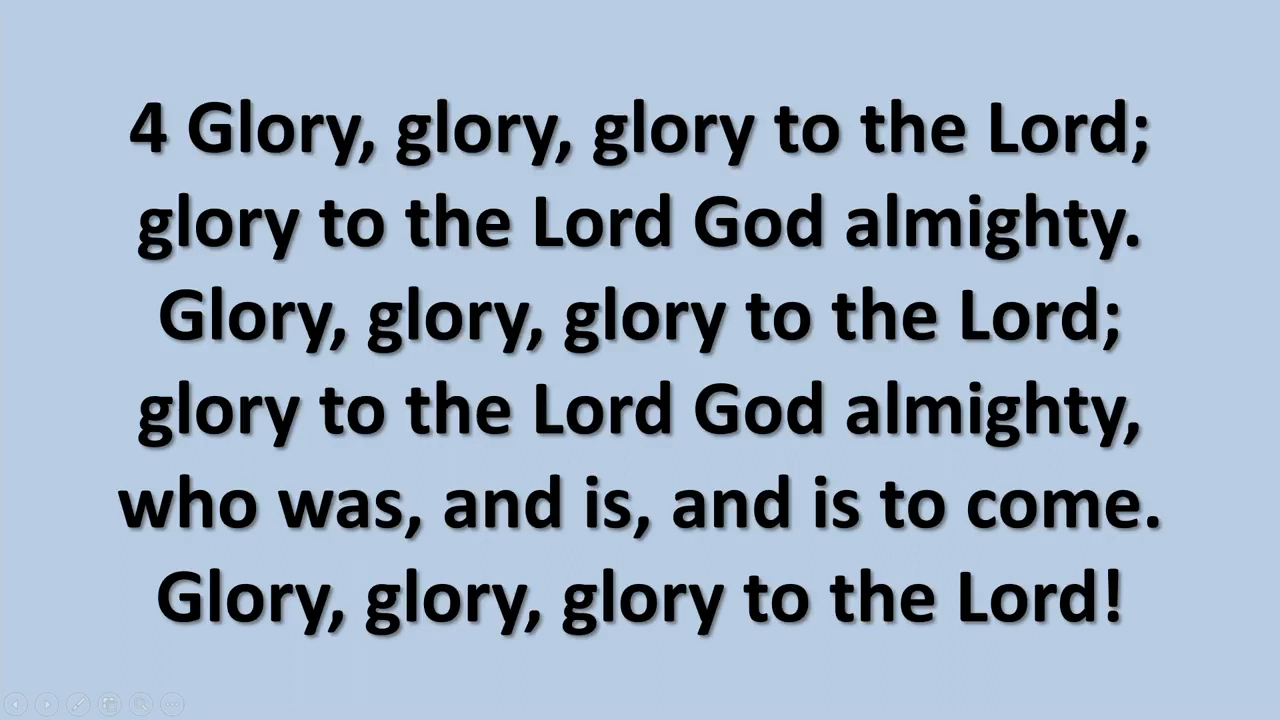 4 Glory, glory, glory to the Lord;
glory to the Lord God almighty.
Glory, glory, glory to the Lord;
glory to the Lord God almighty,
who was, and is, and is to come.
Glory, glory, glory to the Lord!